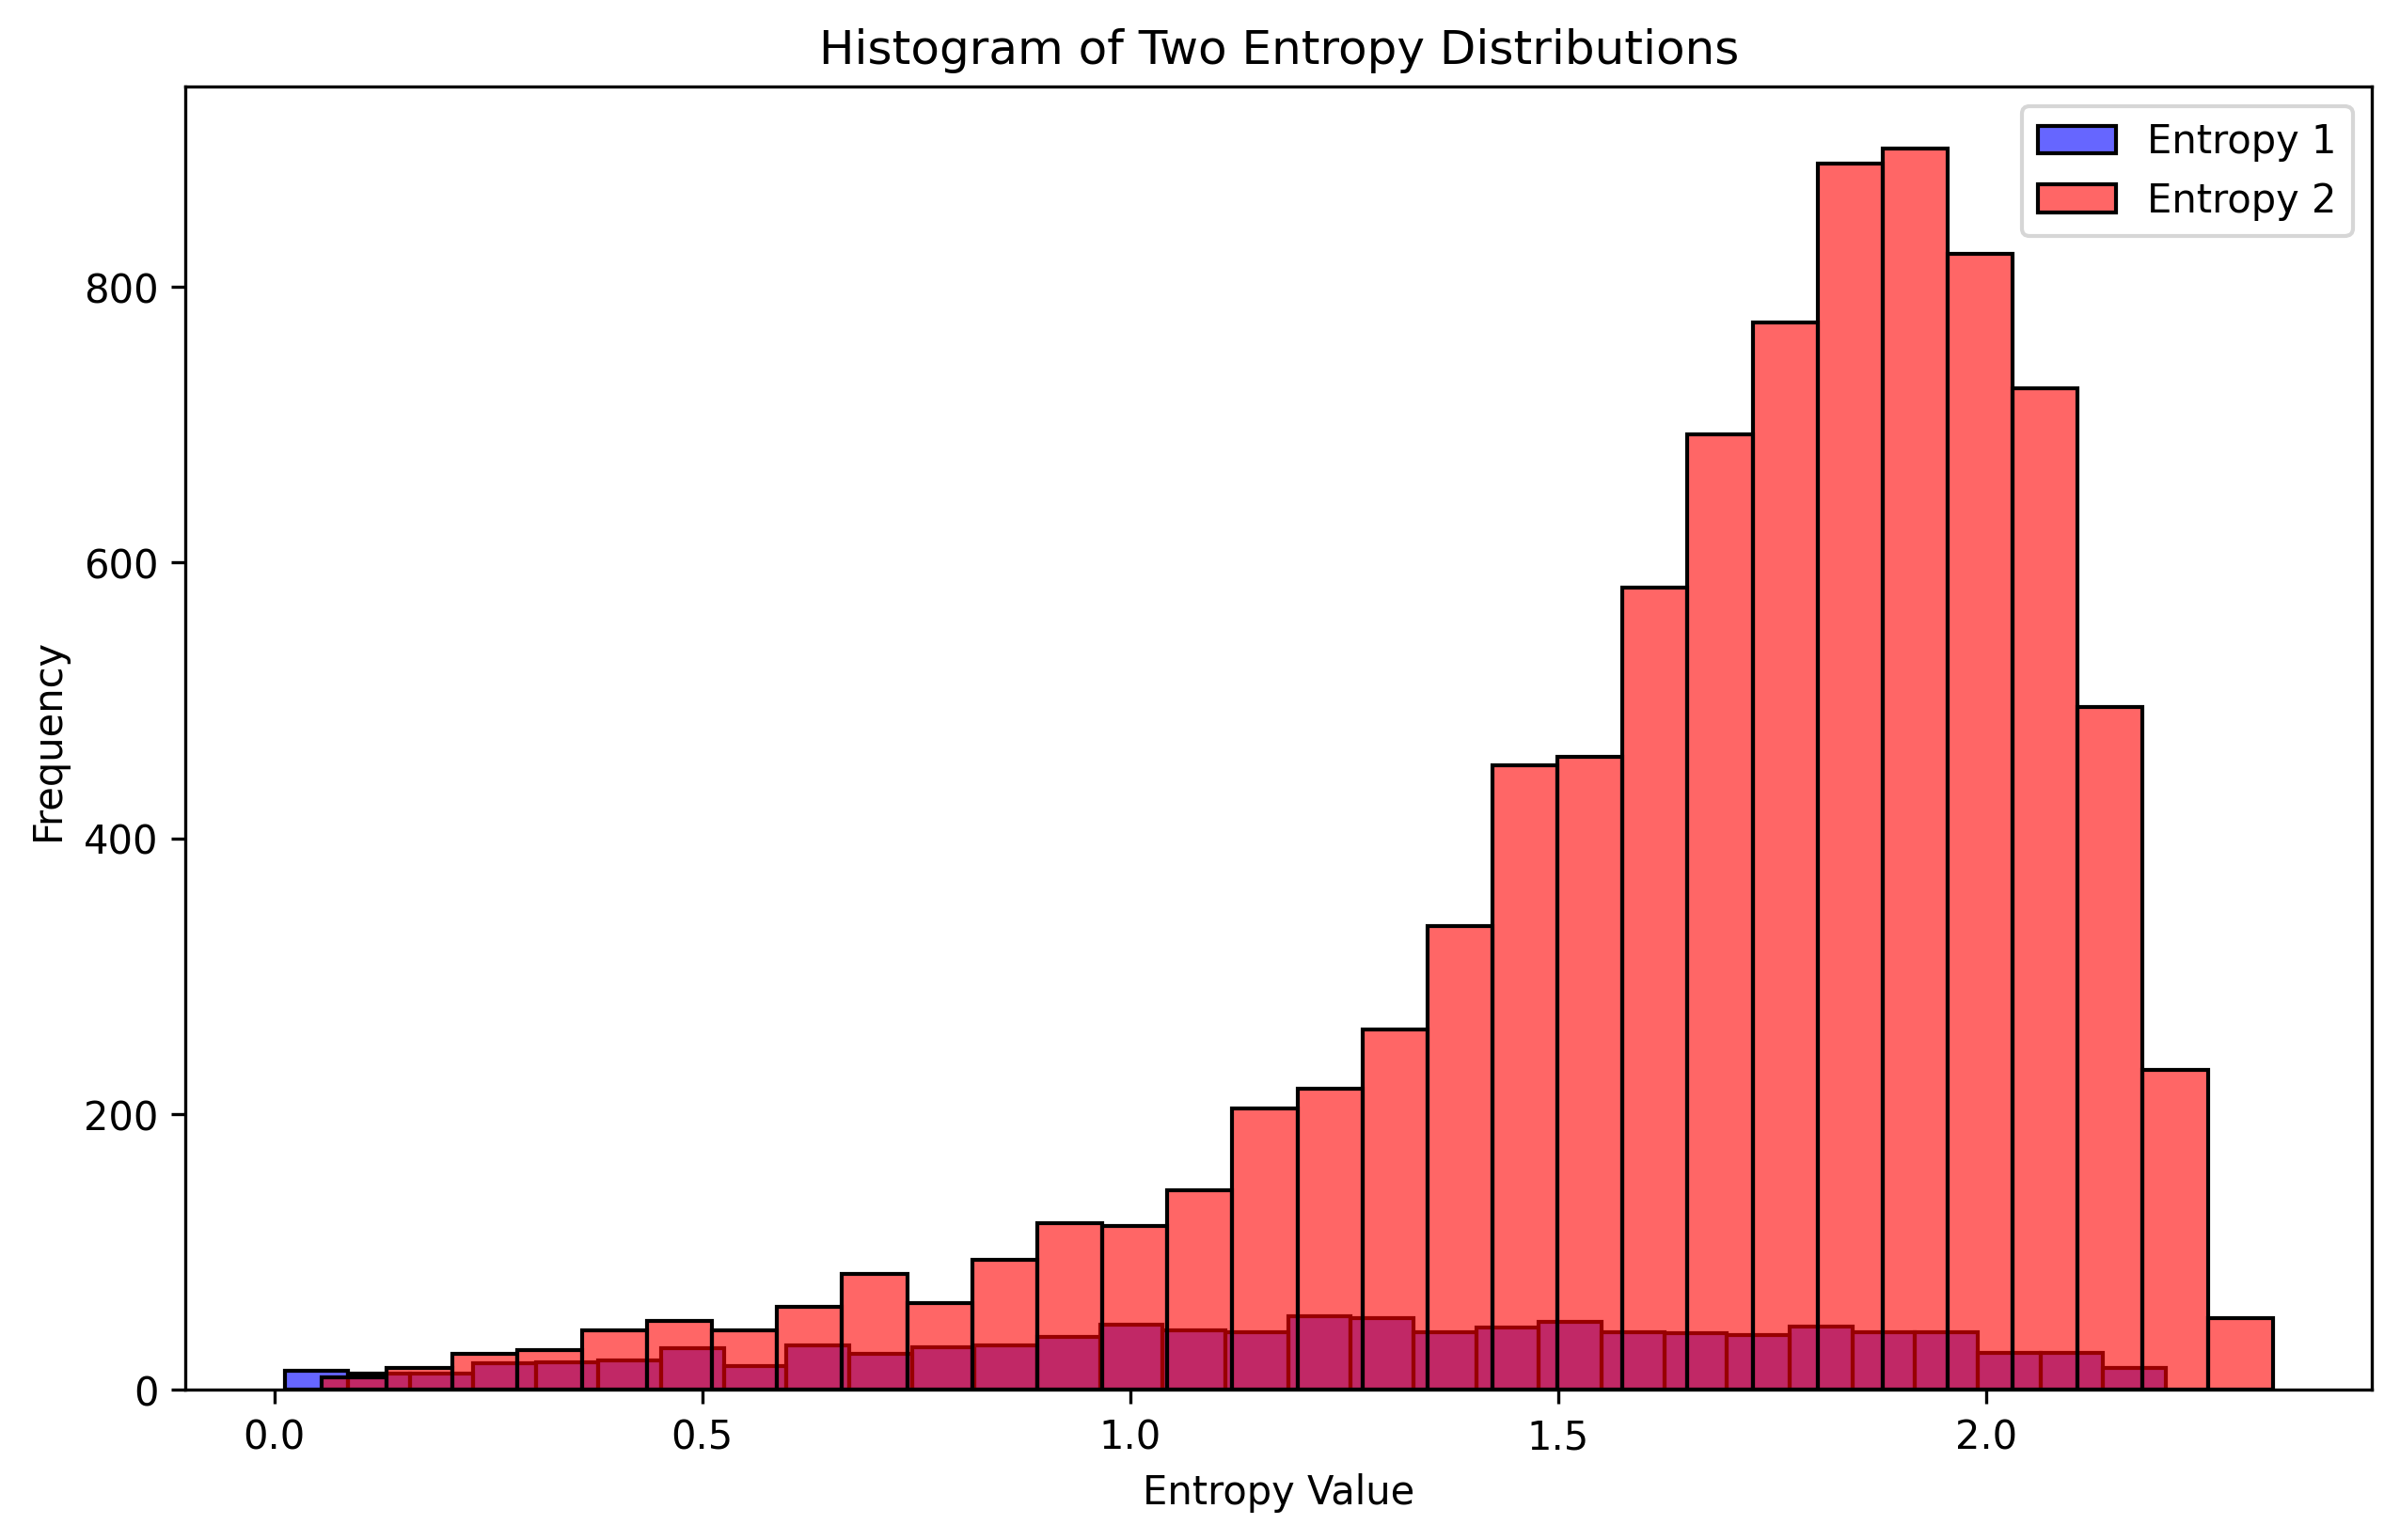 Histogram of Two Entropy Distributions
Entropy 1
Entropy 2
Frequency
800
600
400
200
0
0.0 0.5 1.0 1.5 2.0
Entropy Value